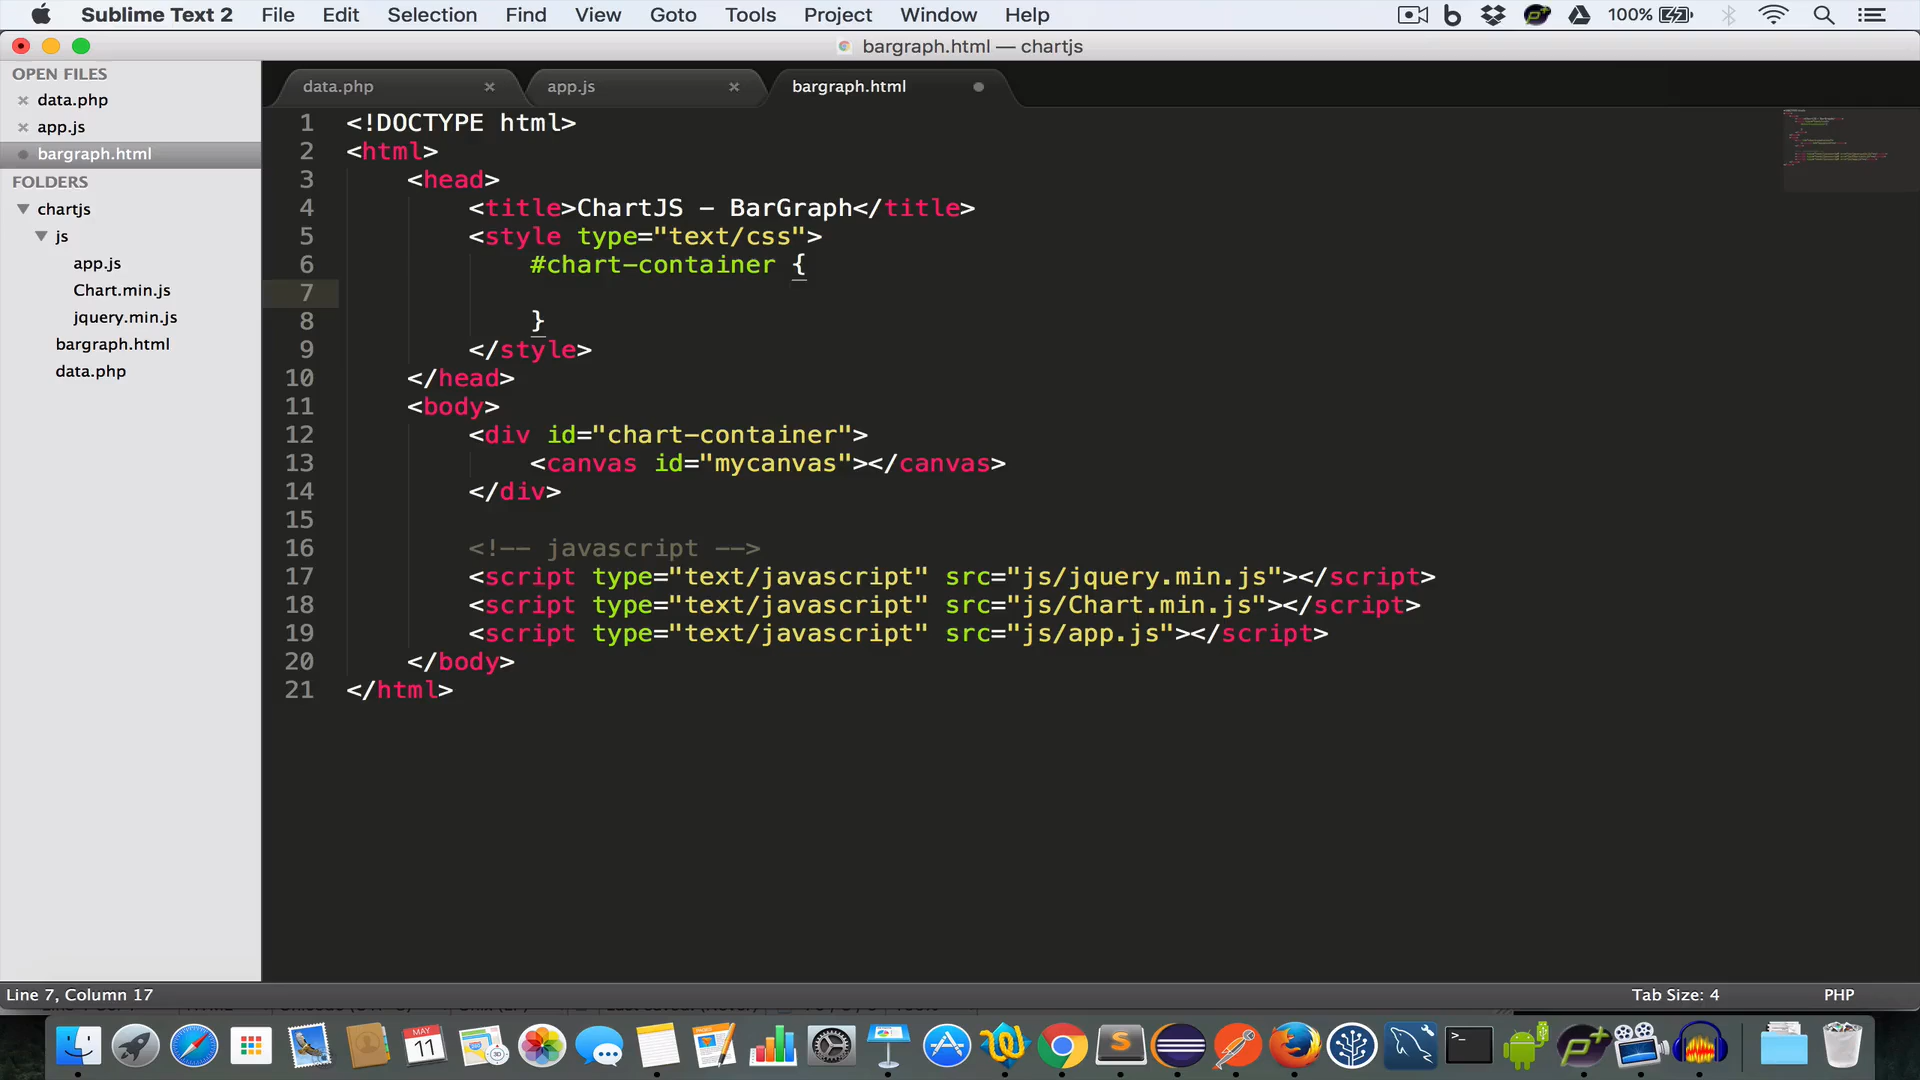 Sublime Text 2 File Edit Selection Find View Goto Tools Project Window Help 100%
bargraph.html — chartjs
OPEN FILES
data.php
app.js
bargraph.html
FOLDERS
chartjs
js
app.js
Chart.min.js
jquery.min.js
bargraph.html
data.php
data.php app.js bargraph.html
1 <!DOCTYPE html>
2 <html>
3 <head>
4 <title>ChartJS - BarGraph</title>
5 <style type="text/css">
6 #chart-container {
7
8 }
9 </style>
10 </head>
11 <body>
12 <div id="chart-container">
13 <canvas id="mycanvas"></canvas>
14 </div>
15
16 <!-- javascript -->
17 <script type="text/javascript" src="js/jquery.min.js"></script>
18 <script type="text/javascript" src="js/Chart.min.js"></script>
19 <script type="text/javascript" src="js/app.js"></script>
20 </body>
21 </html>
Line 7, Column 17 Tab Size: 4 PHP
MAY
11